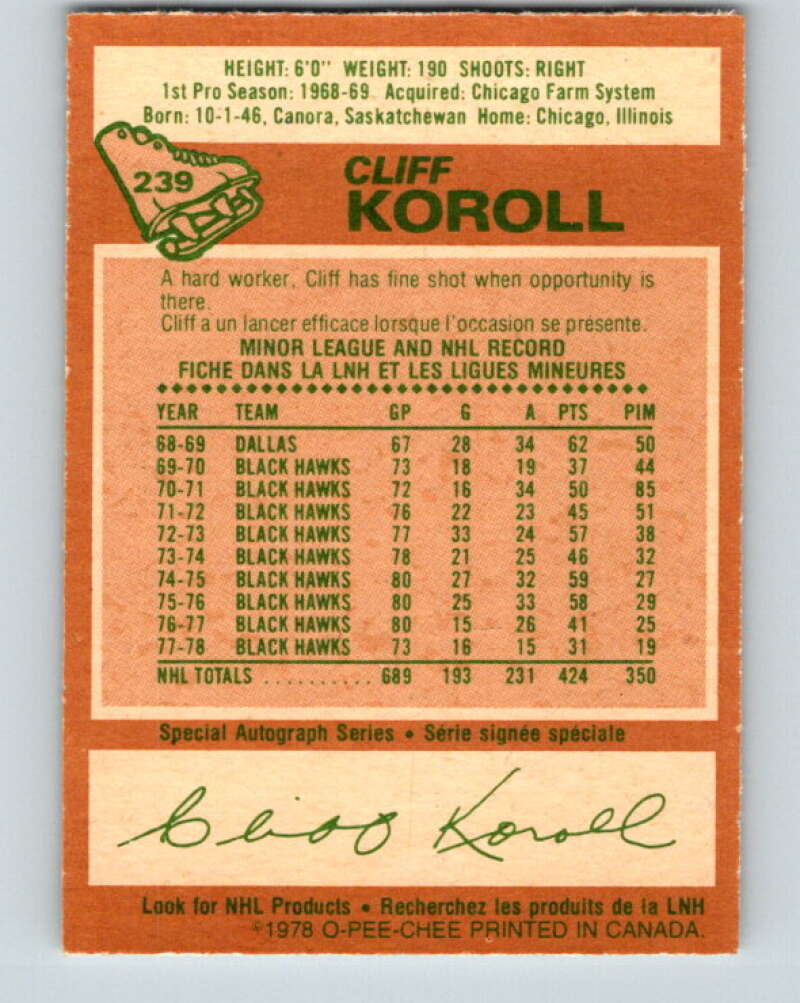 HEIGHT: 6'0" WEIGHT: 190 SHOOTS: RIGHT
1st Pro Season: 1968-69 Acquired: Chicago Farm System
Born: 10-1-46, Canora, Saskatchewan Home: Chicago, Illinois
239
CLIFF
KOROLL
A hard worker, Cliff has fine shot when opportunity is
there.
Cliff a un lancer efficace lorsque l'occasion se présente.
MINOR LEAGUE AND NHL RECORD
FICHE DANS LA LNH ET LES LIGUES MINEURES
YEAR TEAM GP G A PTS PIM
68-69 DALLAS 67 28 34 62 50
69-70 BLACK HAWKS 73 18 19 37 44
70-71 BLACK HAWKS 72 16 34 50 85
71-72 BLACK HAWKS 76 22 23 45 51
72-73 BLACK HAWKS 77 33 24 57 38
73-74 BLACK HAWKS 78 21 25 46 32
74-75 BLACK HAWKS 80 27 32 59 27
75-76 BLACK HAWKS 80 25 33 58 29
76-77 BLACK HAWKS 80 15 26 41 25
77-78 BLACK HAWKS 73 16 15 31 19
NHL TOTALS .......... 689 193 231 424 350
Special Autograph Series • Série signée spéciale
Cliff Koroll
Look for NHL Products • Recherchez les produits de la LNH
©1978 O-PEE-CHEE PRINTED IN CANADA.